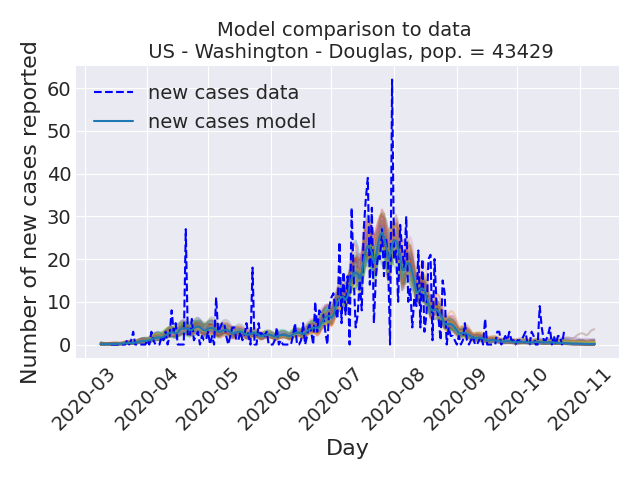 Model comparison to data
US - Washington - Douglas, pop. = 43429
Number of new cases reported
60
50
40
30
20
10
0
new cases data
new cases model
2020-03
2020-04
2020-05
2020-06
2020-07
2020-08
2020-09
2020-10
2020-11
Day